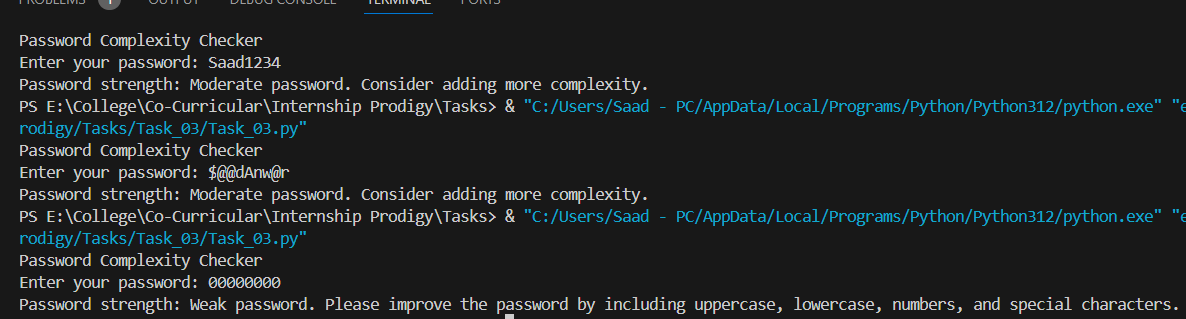 PROBLEMS 1 OUTPUT DEBUG CONSOLE TERMINAL PORTS
Password Complexity Checker
Enter your password: Saad1234
Password strength: Moderate password. Consider adding more complexity.
PS E:\College\Co-Curricular\Internship Prodigy\Tasks> & "C:/Users/Saad - PC/AppData/Local/Programs/Python/Python312/python.exe" "e
rodigy/Tasks/Task_03/Task_03.py"
Password Complexity Checker
Enter your password: $@@dAnw@r
Password strength: Moderate password. Consider adding more complexity.
PS E:\College\Co-Curricular\Internship Prodigy\Tasks> & "C:/Users/Saad - PC/AppData/Local/Programs/Python/Python312/python.exe" "e
rodigy/Tasks/Task_03/Task_03.py"
Password Complexity Checker
Enter your password: 00000000
Password strength: Weak password. Please improve the password by including uppercase, lowercase, numbers, and special characters.